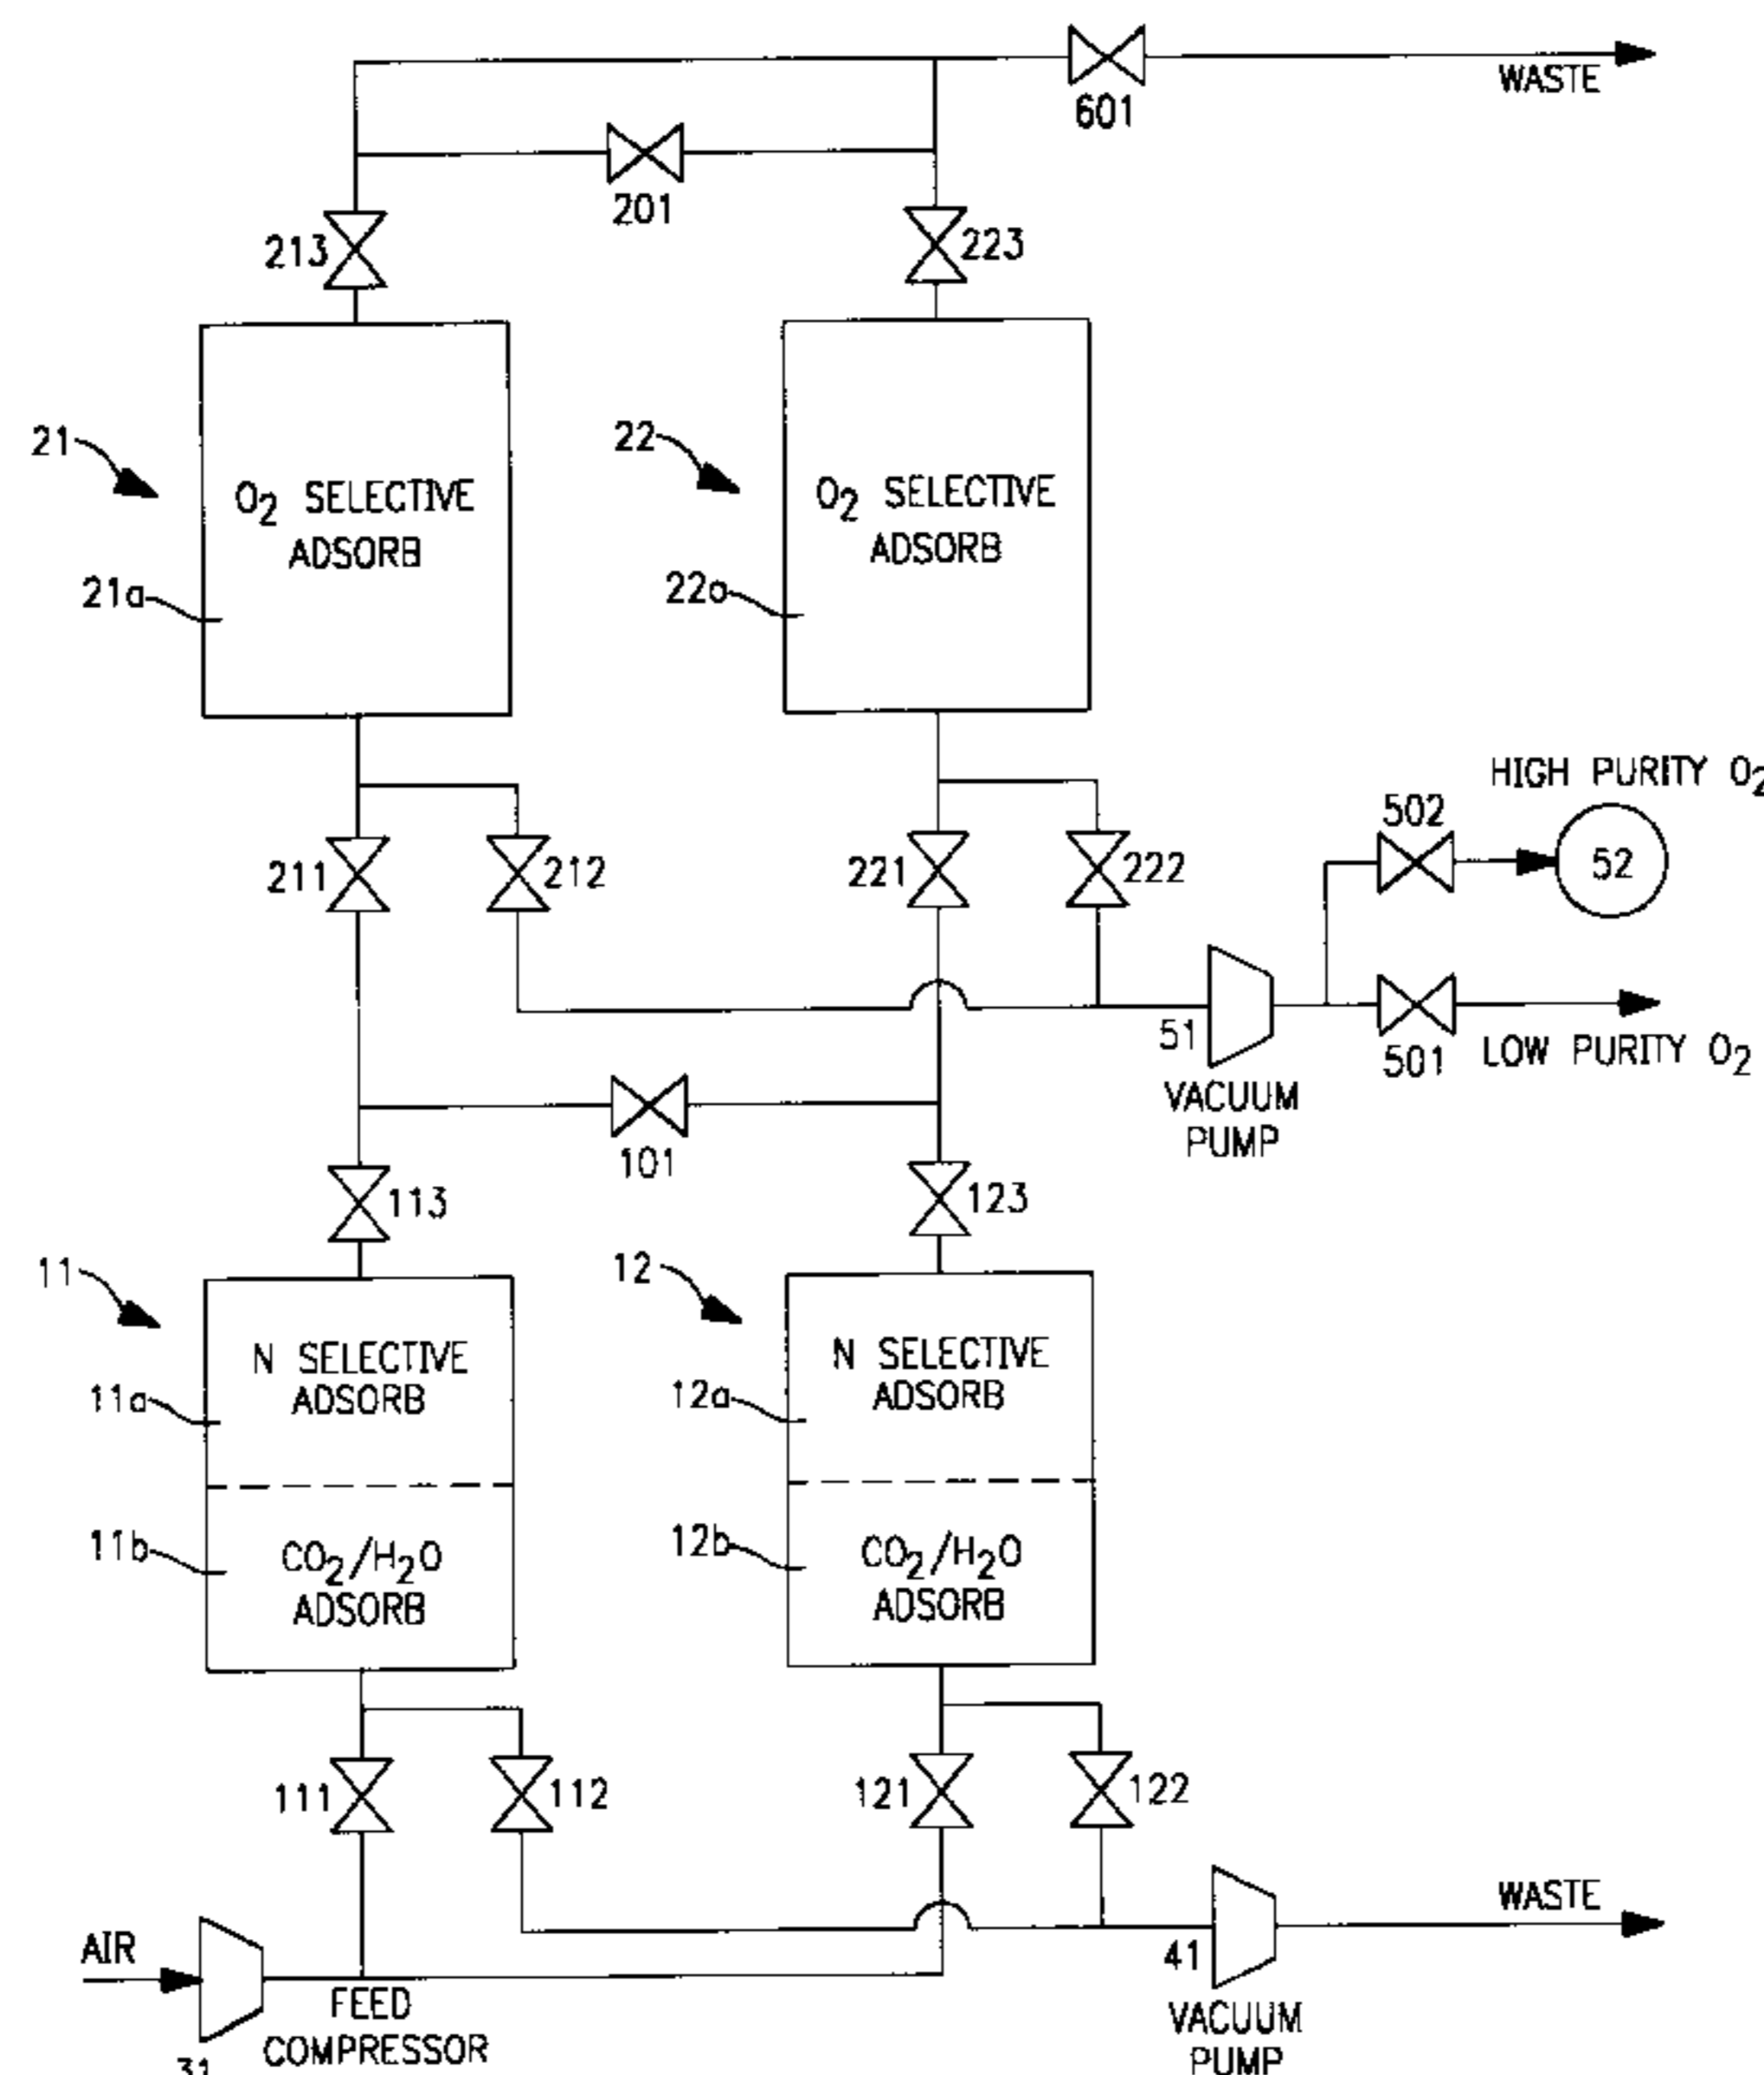 WASTE
601
201
213
223
21
22
O2 SELECTIVE
ADSORB
O2 SELECTIVE
ADSORB
21a
22a
HIGH PURITY O2
502
52
211
212
221
222
51
501
LOW PURITY O2
VACUUM
PUMP
101
113
123
11
12
N SELECTIVE
ADSORB
N SELECTIVE
ADSORB
11a
12a
11b
12b
CO2/H2O
ADSORB
CO2/H2O
ADSORB
111
112
121
122
WASTE
AIR
41
FEED
COMPRESSOR
31
VACUUM
PUMP